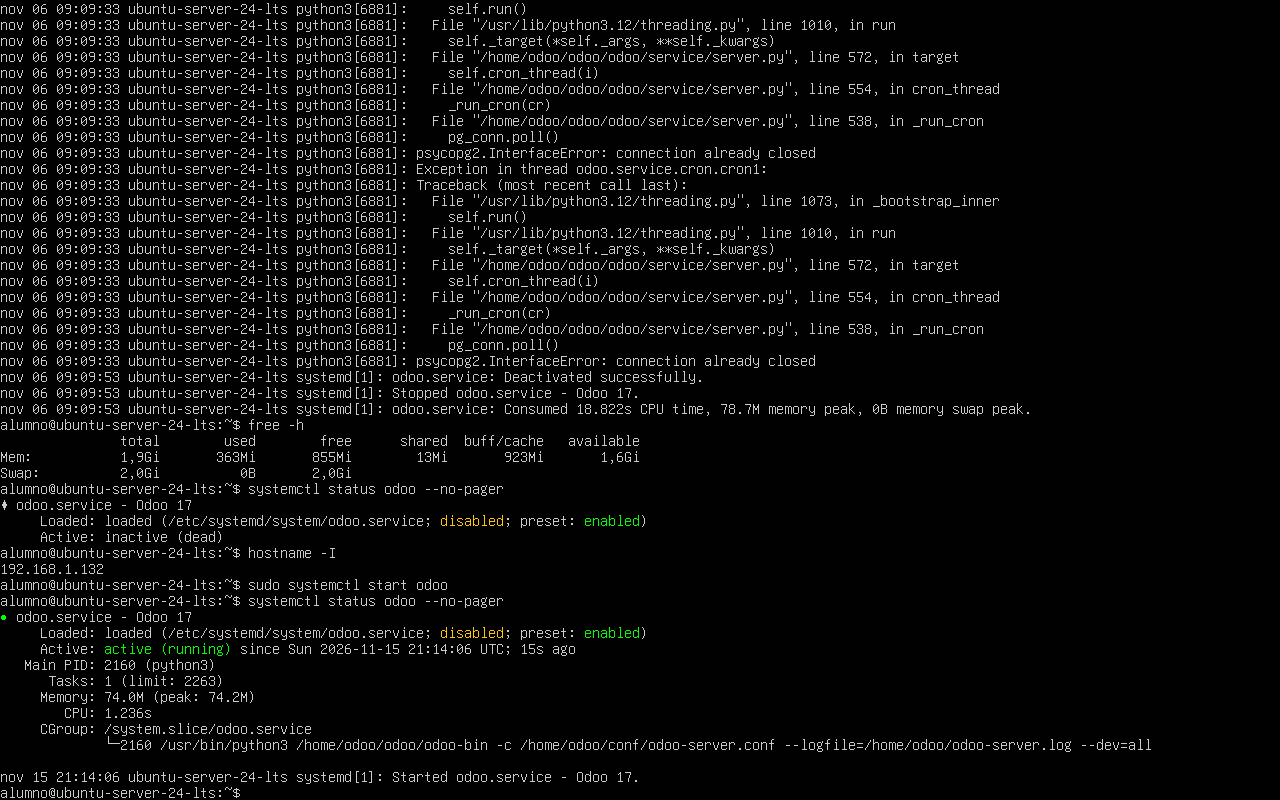 nov 06 09:09:33 ubuntu-server-24-lts python3[6881]:     self.run()
nov 06 09:09:33 ubuntu-server-24-lts python3[6881]:   File "/usr/lib/python3.12/threading.py", line 1010, in run
nov 06 09:09:33 ubuntu-server-24-lts python3[6881]:     self._target(*self._args, **self._kwargs)
nov 06 09:09:33 ubuntu-server-24-lts python3[6881]:   File "/home/odoo/odoo/odoo/service/server.py", line 572, in target
nov 06 09:09:33 ubuntu-server-24-lts python3[6881]:     self.cron_thread(i)
nov 06 09:09:33 ubuntu-server-24-lts python3[6881]:   File "/home/odoo/odoo/odoo/service/server.py", line 554, in cron_thread
nov 06 09:09:33 ubuntu-server-24-lts python3[6881]:     _run_cron(cr)
nov 06 09:09:33 ubuntu-server-24-lts python3[6881]:   File "/home/odoo/odoo/odoo/service/server.py", line 538, in _run_cron
nov 06 09:09:33 ubuntu-server-24-lts python3[6881]:     pg_conn.poll()
nov 06 09:09:33 ubuntu-server-24-lts python3[6881]: psycopg2.InterfaceError: connection already closed
nov 06 09:09:33 ubuntu-server-24-lts python3[6881]: Exception in thread odoo.service.cron.cron1:
nov 06 09:09:33 ubuntu-server-24-lts python3[6881]: Traceback (most recent call last):
nov 06 09:09:33 ubuntu-server-24-lts python3[6881]:   File "/usr/lib/python3.12/threading.py", line 1073, in _bootstrap_inner
nov 06 09:09:33 ubuntu-server-24-lts python3[6881]:     self.run()
nov 06 09:09:33 ubuntu-server-24-lts python3[6881]:   File "/usr/lib/python3.12/threading.py", line 1010, in run
nov 06 09:09:33 ubuntu-server-24-lts python3[6881]:     self._target(*self._args, **self._kwargs)
nov 06 09:09:33 ubuntu-server-24-lts python3[6881]:   File "/home/odoo/odoo/odoo/service/server.py", line 572, in target
nov 06 09:09:33 ubuntu-server-24-lts python3[6881]:     self.cron_thread(i)
nov 06 09:09:33 ubuntu-server-24-lts python3[6881]:   File "/home/odoo/odoo/odoo/service/server.py", line 554, in cron_thread
nov 06 09:09:33 ubuntu-server-24-lts python3[6881]:     _run_cron(cr)
nov 06 09:09:33 ubuntu-server-24-lts python3[6881]:   File "/home/odoo/odoo/odoo/service/server.py", line 538, in _run_cron
nov 06 09:09:33 ubuntu-server-24-lts python3[6881]:     pg_conn.poll()
nov 06 09:09:33 ubuntu-server-24-lts python3[6881]: psycopg2.InterfaceError: connection already closed
nov 06 09:09:53 ubuntu-server-24-lts systemd[1]: odoo.service: Deactivated successfully.
nov 06 09:09:53 ubuntu-server-24-lts systemd[1]: Stopped odoo.service - Odoo 17.
nov 06 09:09:53 ubuntu-server-24-lts systemd[1]: odoo.service: Consumed 18.822s CPU time, 78.7M memory peak, 0B memory swap peak.
alumno@ubuntu-server-24-lts:~$ free -h
               total        used        free      shared  buff/cache   available
Mem:           1,9Gi       363Mi       855Mi        13Mi       923Mi       1,6Gi
Swap:          2,0Gi          0B       2,0Gi
alumno@ubuntu-server-24-lts:~$ systemctl status odoo --no-pager
♦ odoo.service - Odoo 17
     Loaded: loaded (/etc/systemd/system/odoo.service; disabled; preset: enabled)
     Active: inactive (dead)
alumno@ubuntu-server-24-lts:~$ hostname -I
192.168.1.132
alumno@ubuntu-server-24-lts:~$ sudo systemctl start odoo
alumno@ubuntu-server-24-lts:~$ systemctl status odoo --no-pager
● odoo.service - Odoo 17
     Loaded: loaded (/etc/systemd/system/odoo.service; disabled; preset: enabled)
     Active: active (running) since Sun 2026-11-15 21:14:06 UTC; 15s ago
   Main PID: 2160 (python3)
      Tasks: 1 (limit: 2263)
     Memory: 74.0M (peak: 74.2M)
        CPU: 1.236s
     CGroup: /system.slice/odoo.service
             └─2160 /usr/bin/python3 /home/odoo/odoo/odoo-bin -c /home/odoo/conf/odoo-server.conf --logfile=/home/odoo/odoo-server.log --dev=all
nov 15 21:14:06 ubuntu-server-24-lts systemd[1]: Started odoo.service - Odoo 17.
alumno@ubuntu-server-24-lts:~$